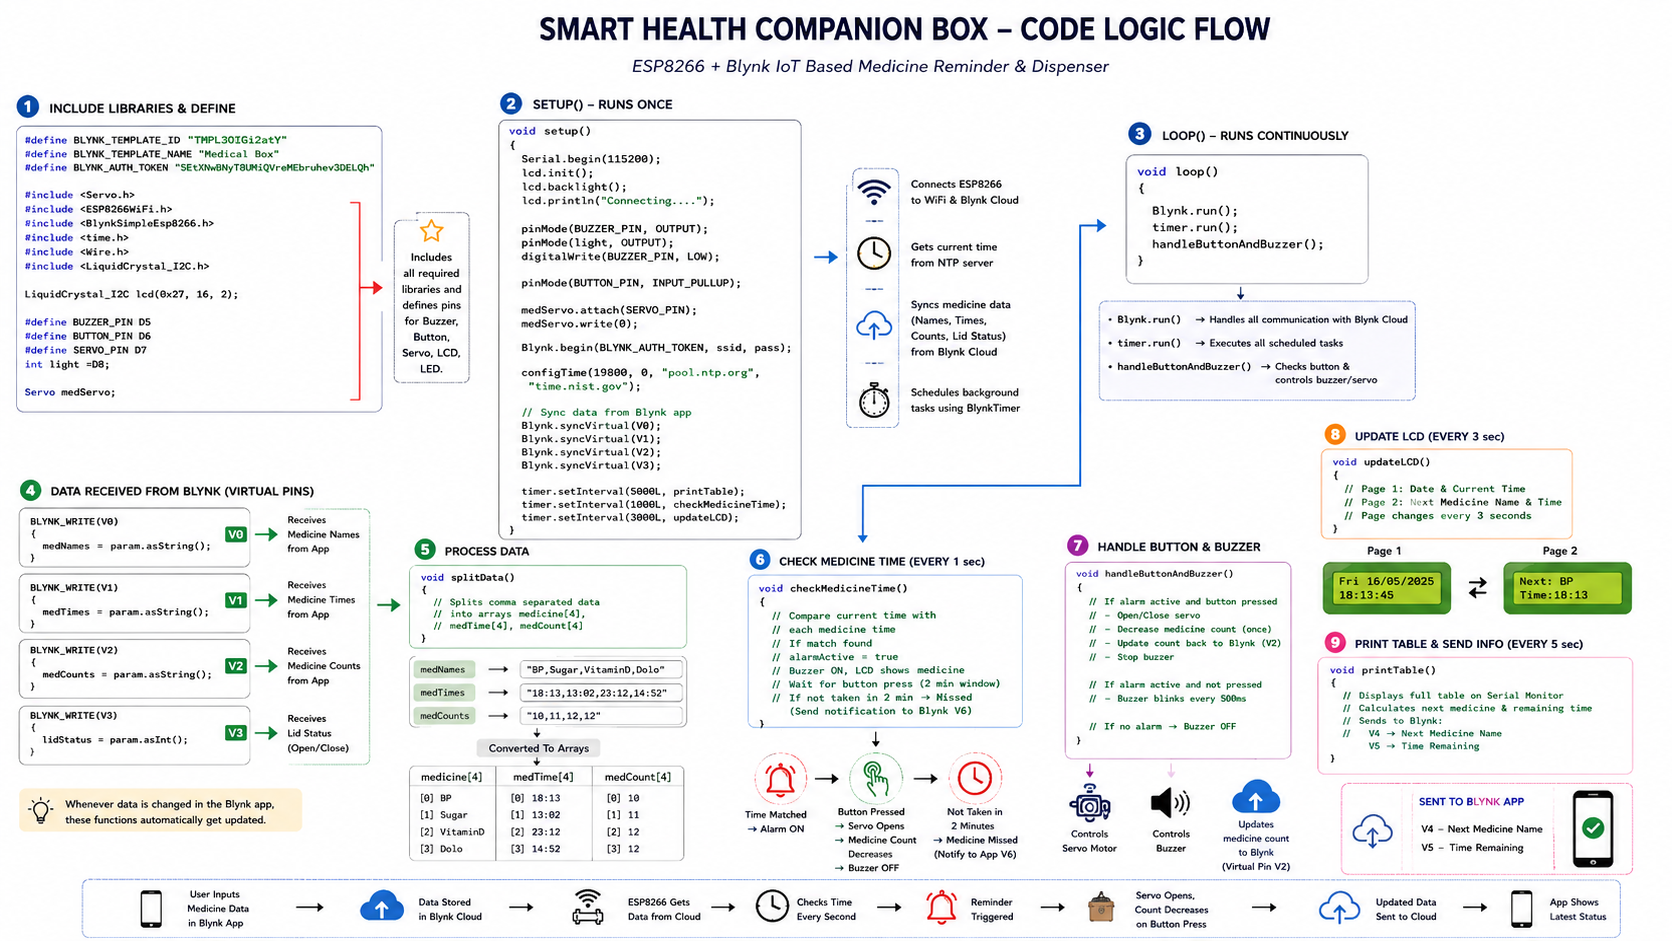 SMART HEALTH COMPANION BOX – CODE LOGIC FLOW
ESP8266 + Blynk IoT Based Medicine Reminder & Dispenser
1 INCLUDE LIBRARIES & DEFINE
#define BLYNK_TEMPLATE_ID "TMPL3OIGi2atY"
#define BLYNK_TEMPLATE_NAME "Medical Box"
#define BLYNK_AUTH_TOKEN "SEtXNwBNyT8UMiQVreMEbruhev3DELQh"
#include <Servo.h>
#include <ESP8266WiFi.h>
#include <BlynkSimpleEsp8266.h>
#include <time.h>
#include <Wire.h>
#include <LiquidCrystal_I2C.h>
LiquidCrystal_I2C lcd(0x27, 16, 2);
#define BUZZER_PIN D5
#define BUTTON_PIN D6
#define SERVO_PIN D7
int light =D8;
Servo medServo;
Includes
all required
libraries and
defines pins
for Buzzer,
Button,
Servo, LCD,
LED.
2 SETUP() – RUNS ONCE
void setup()
{
Serial.begin(115200);
lcd.init();
lcd.backlight();
lcd.println("Connecting....");
pinMode(BUZZER_PIN, OUTPUT);
pinMode(light, OUTPUT);
digitalWrite(BUZZER_PIN, LOW);
pinMode(BUTTON_PIN, INPUT_PULLUP);
medServo.attach(SERVO_PIN);
medServo.write(0);
Blynk.begin(BLYNK_AUTH_TOKEN, ssid, pass);
configTime(19800, 0, "pool.ntp.org",
"time.nist.gov");
// Sync data from Blynk app
Blynk.syncVirtual(V0);
Blynk.syncVirtual(V1);
Blynk.syncVirtual(V2);
Blynk.syncVirtual(V3);
timer.setInterval(5000L, printTable);
timer.setInterval(1000L, checkMedicineTime);
timer.setInterval(3000L, updateLCD);
}
Connects ESP8266
to WiFi & Blynk Cloud
Gets current time
from NTP server
Syncs medicine data
(Names, Times,
Counts, Lid Status)
from Blynk Cloud
Schedules background
tasks using BlynkTimer
3 LOOP() – RUNS CONTINUOUSLY
void loop()
{
Blynk.run();
timer.run();
handleButtonAndBuzzer();
}
• Blynk.run() → Handles all communication with Blynk Cloud
• timer.run() → Executes all scheduled tasks
• handleButtonAndBuzzer() → Checks button &
controls buzzer/servo
4 DATA RECEIVED FROM BLYNK (VIRTUAL PINS)
BLYNK_WRITE(V0)
{
medNames = param.asString();
}
V0
Receives
Medicine Names
from App
BLYNK_WRITE(V1)
{
medTimes = param.asString();
}
V1
Receives
Medicine Times
from App
BLYNK_WRITE(V2)
{
medCounts = param.asString();
}
V2
Receives
Medicine Counts
from App
BLYNK_WRITE(V3)
{
lidStatus = param.asInt();
}
V3
Receives
Lid Status
(Open/Close)
Whenever data is changed in the Blynk app,
these functions automatically get updated.
5 PROCESS DATA
void splitData()
{
// Splits comma separated data
// into arrays medicine[4],
// medTime[4], medCount[4]
}
medNames → "BP,Sugar,VitaminD,Dolo"
medTimes → "18:13,13:02,23:12,14:52"
medCounts → "10,11,12,12"
Converted To Arrays
medicine[4] medTime[4] medCount[4]
[0] BP [0] 18:13 [0] 10
[1] Sugar [1] 13:02 [1] 11
[2] VitaminD [2] 23:12 [2] 12
[3] Dolo [3] 14:52 [3] 12
6 CHECK MEDICINE TIME (EVERY 1 sec)
void checkMedicineTime()
{
// Compare current time with
// each medicine time
// If match found
// alarmActive = true
// Buzzer ON, LCD shows medicine
// Wait for button press (2 min window)
// If not taken in 2 min → Missed
(Send notification to Blynk V6)
}
Time Matched
→ Alarm ON
Button Pressed
→ Servo Opens
→ Medicine Count
Decreases
→ Buzzer OFF
Not Taken in
2 Minutes
→ Medicine Missed
(Notify to App V6)
7 HANDLE BUTTON & BUZZER
void handleButtonAndBuzzer()
{
// If alarm active and button pressed
// – Open/Close servo
// – Decrease medicine count (once)
// – Update count back to Blynk (V2)
// – Stop buzzer
// If alarm active and not pressed
// – Buzzer blinks every 500ms
// If no alarm → Buzzer OFF
}
Controls
Servo Motor
Controls
Buzzer
Updates
medicine count
to Blynk
(Virtual Pin V2)
8 UPDATE LCD (EVERY 3 sec)
void updateLCD()
{
// Page 1: Date & Current Time
// Page 2: Next Medicine Name & Time
// Page changes every 3 seconds
}
Page 1
Fri 16/05/2025
18:13:45
Page 2
Next: BP
Time:18:13
9 PRINT TABLE & SEND INFO (EVERY 5 sec)
void printTable()
{
// Displays full table on Serial Monitor
// Calculates next medicine & remaining time
// Sends to Blynk:
// V4 → Next Medicine Name
V5 → Time Remaining
}
SENT TO BLYNK APP
V4 – Next Medicine Name
V5 – Time Remaining
User Inputs
Medicine Data
in Blynk App
Data Stored
in Blynk Cloud
ESP8266 Gets
Data from Cloud
Checks Time
Every Second
Reminder
Triggered
Servo Opens,
Count Decreases
on Button Press
Updated Data
Sent to Cloud
App Shows
Latest Status